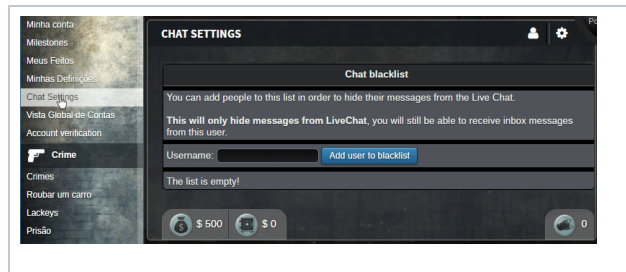 Minha conta
Milestones
Meus Feitos
Minhas Definições
Chat Settings
Vista Global de Contas
Account verification
Crime
Crimes
Roubar um carro
Lackeys
Prisão
CHAT SETTINGS
Po
Chat blacklist
You can add people to this list in order to hide their messages from the Live Chat.
This will only hide messages from LiveChat, you will still be able to receive inbox messages
from this user.
Username:
Add user to blacklist
The list is empty!
$ 500
$ 0
0